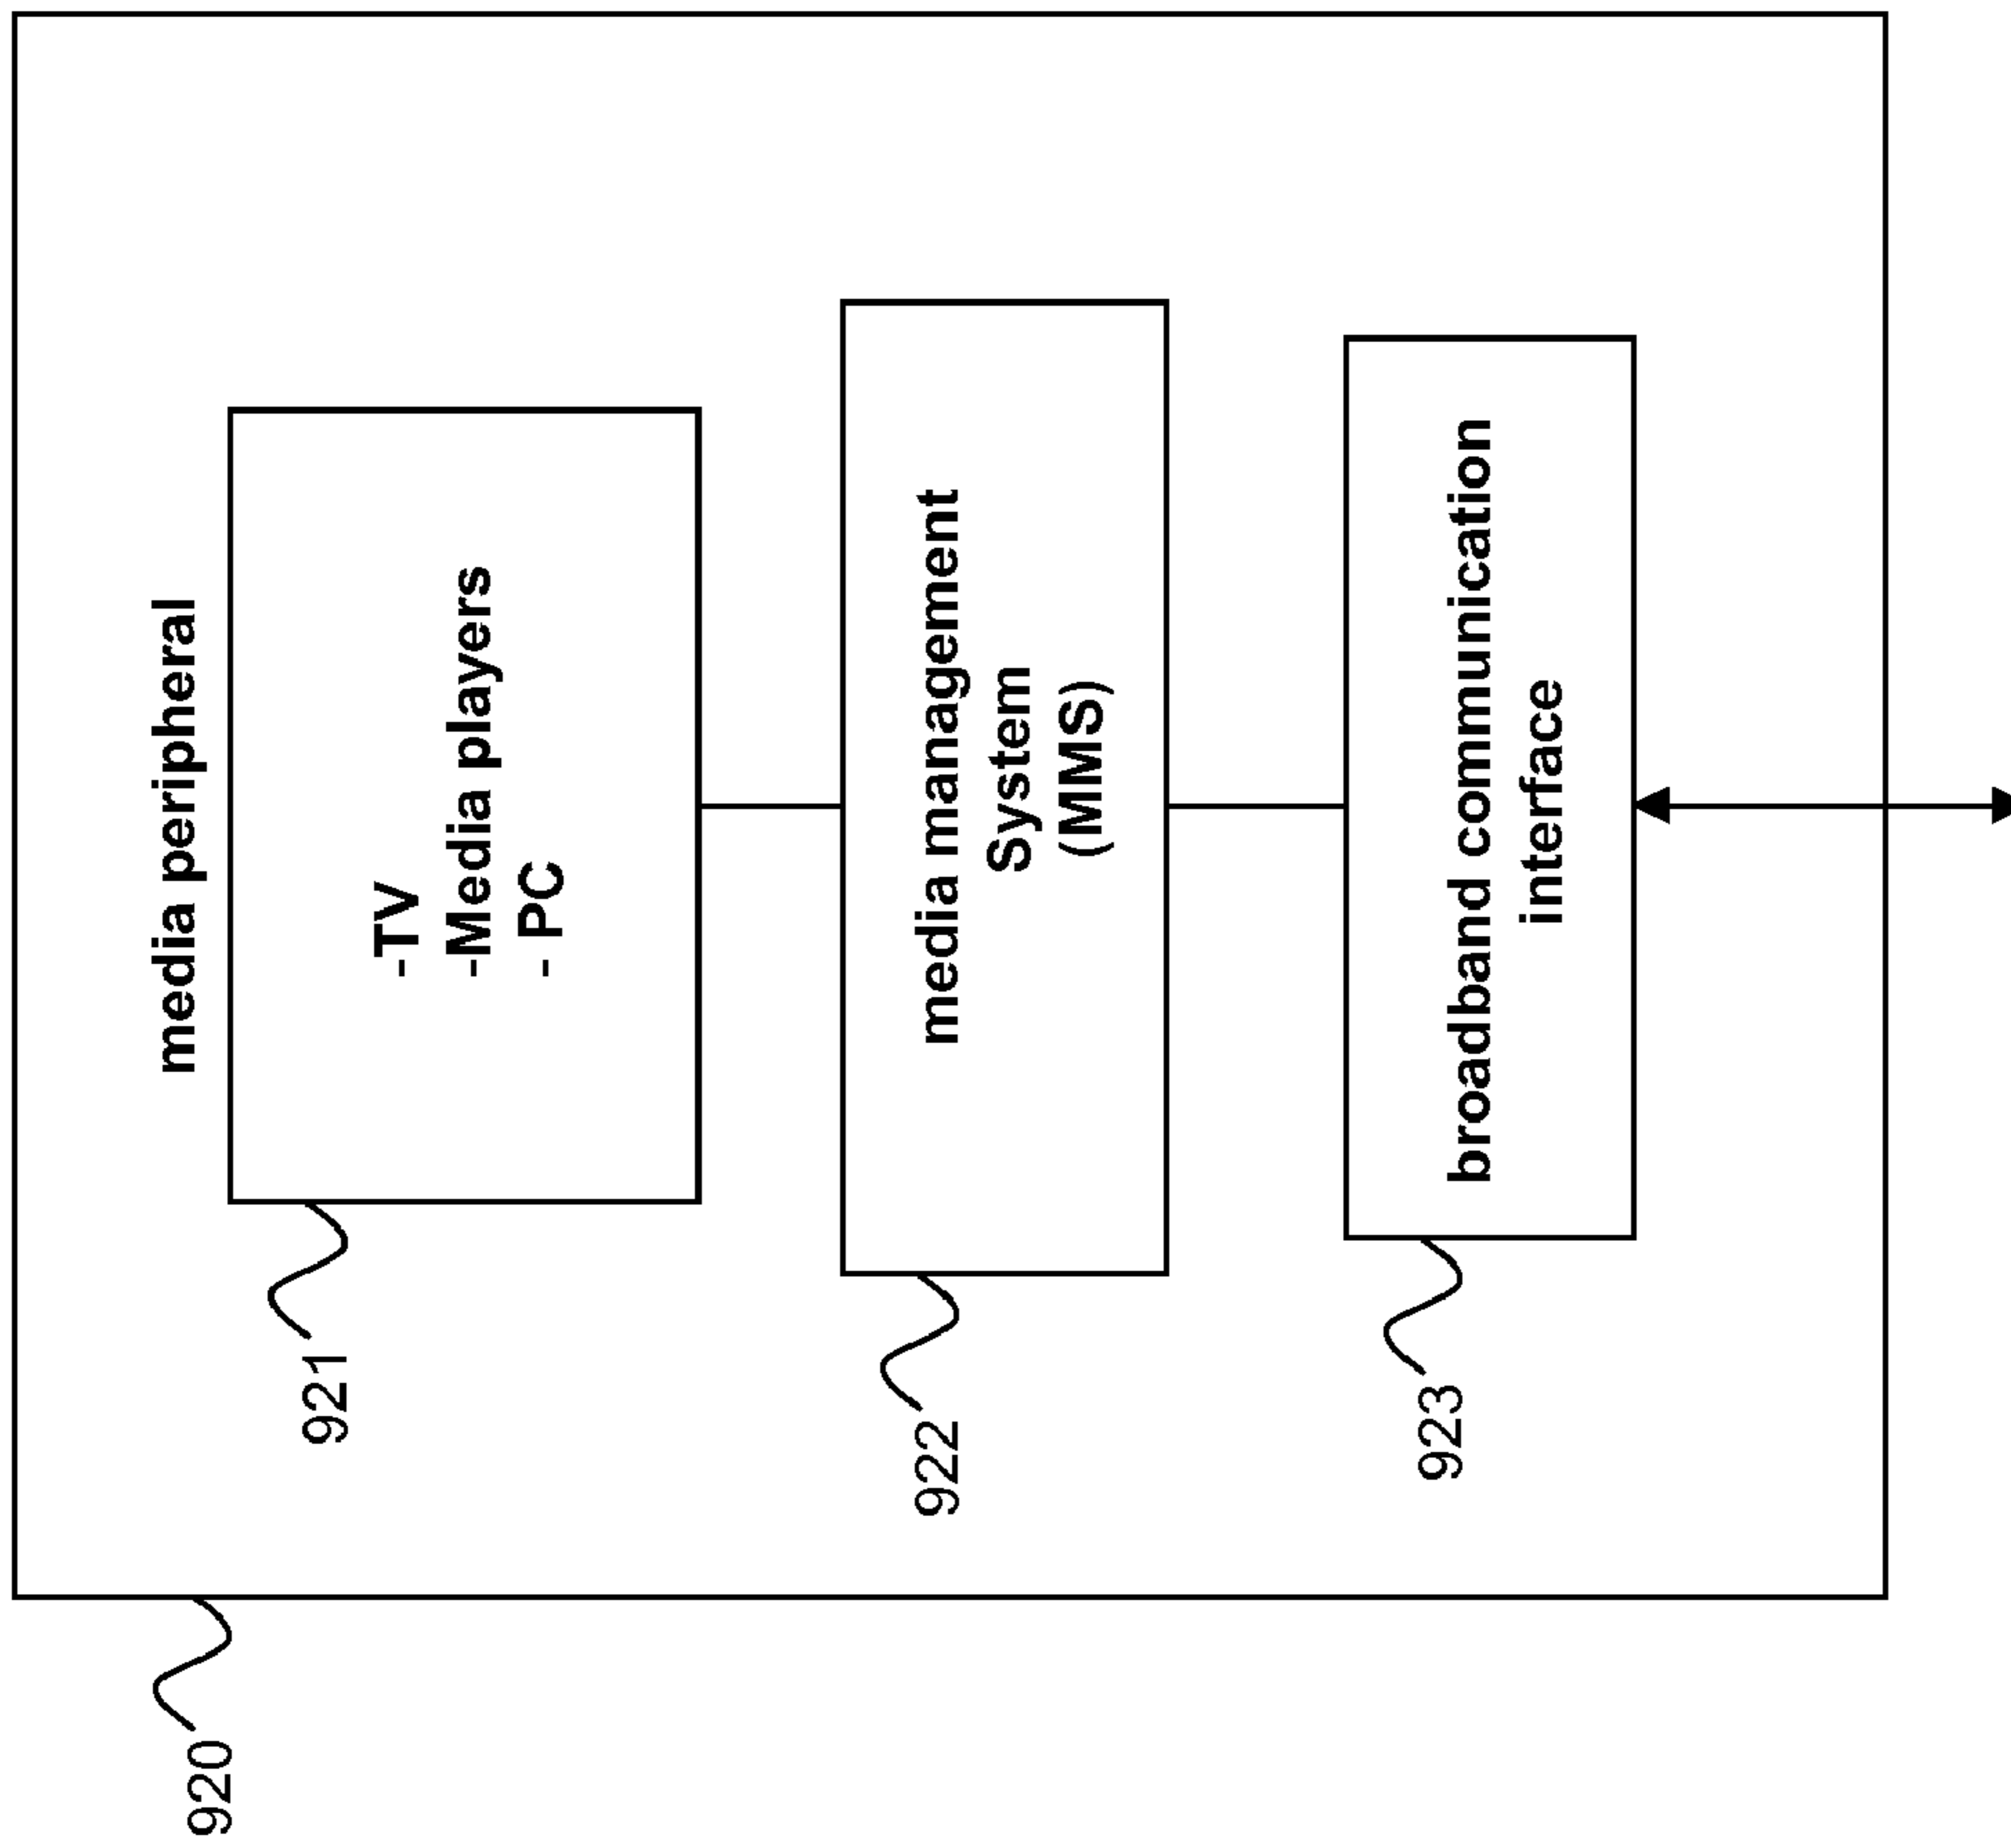 920
media peripheral
921
-TV
-Media players
- PC
922
media management
System
(MMS)
923
broadband communication
interface